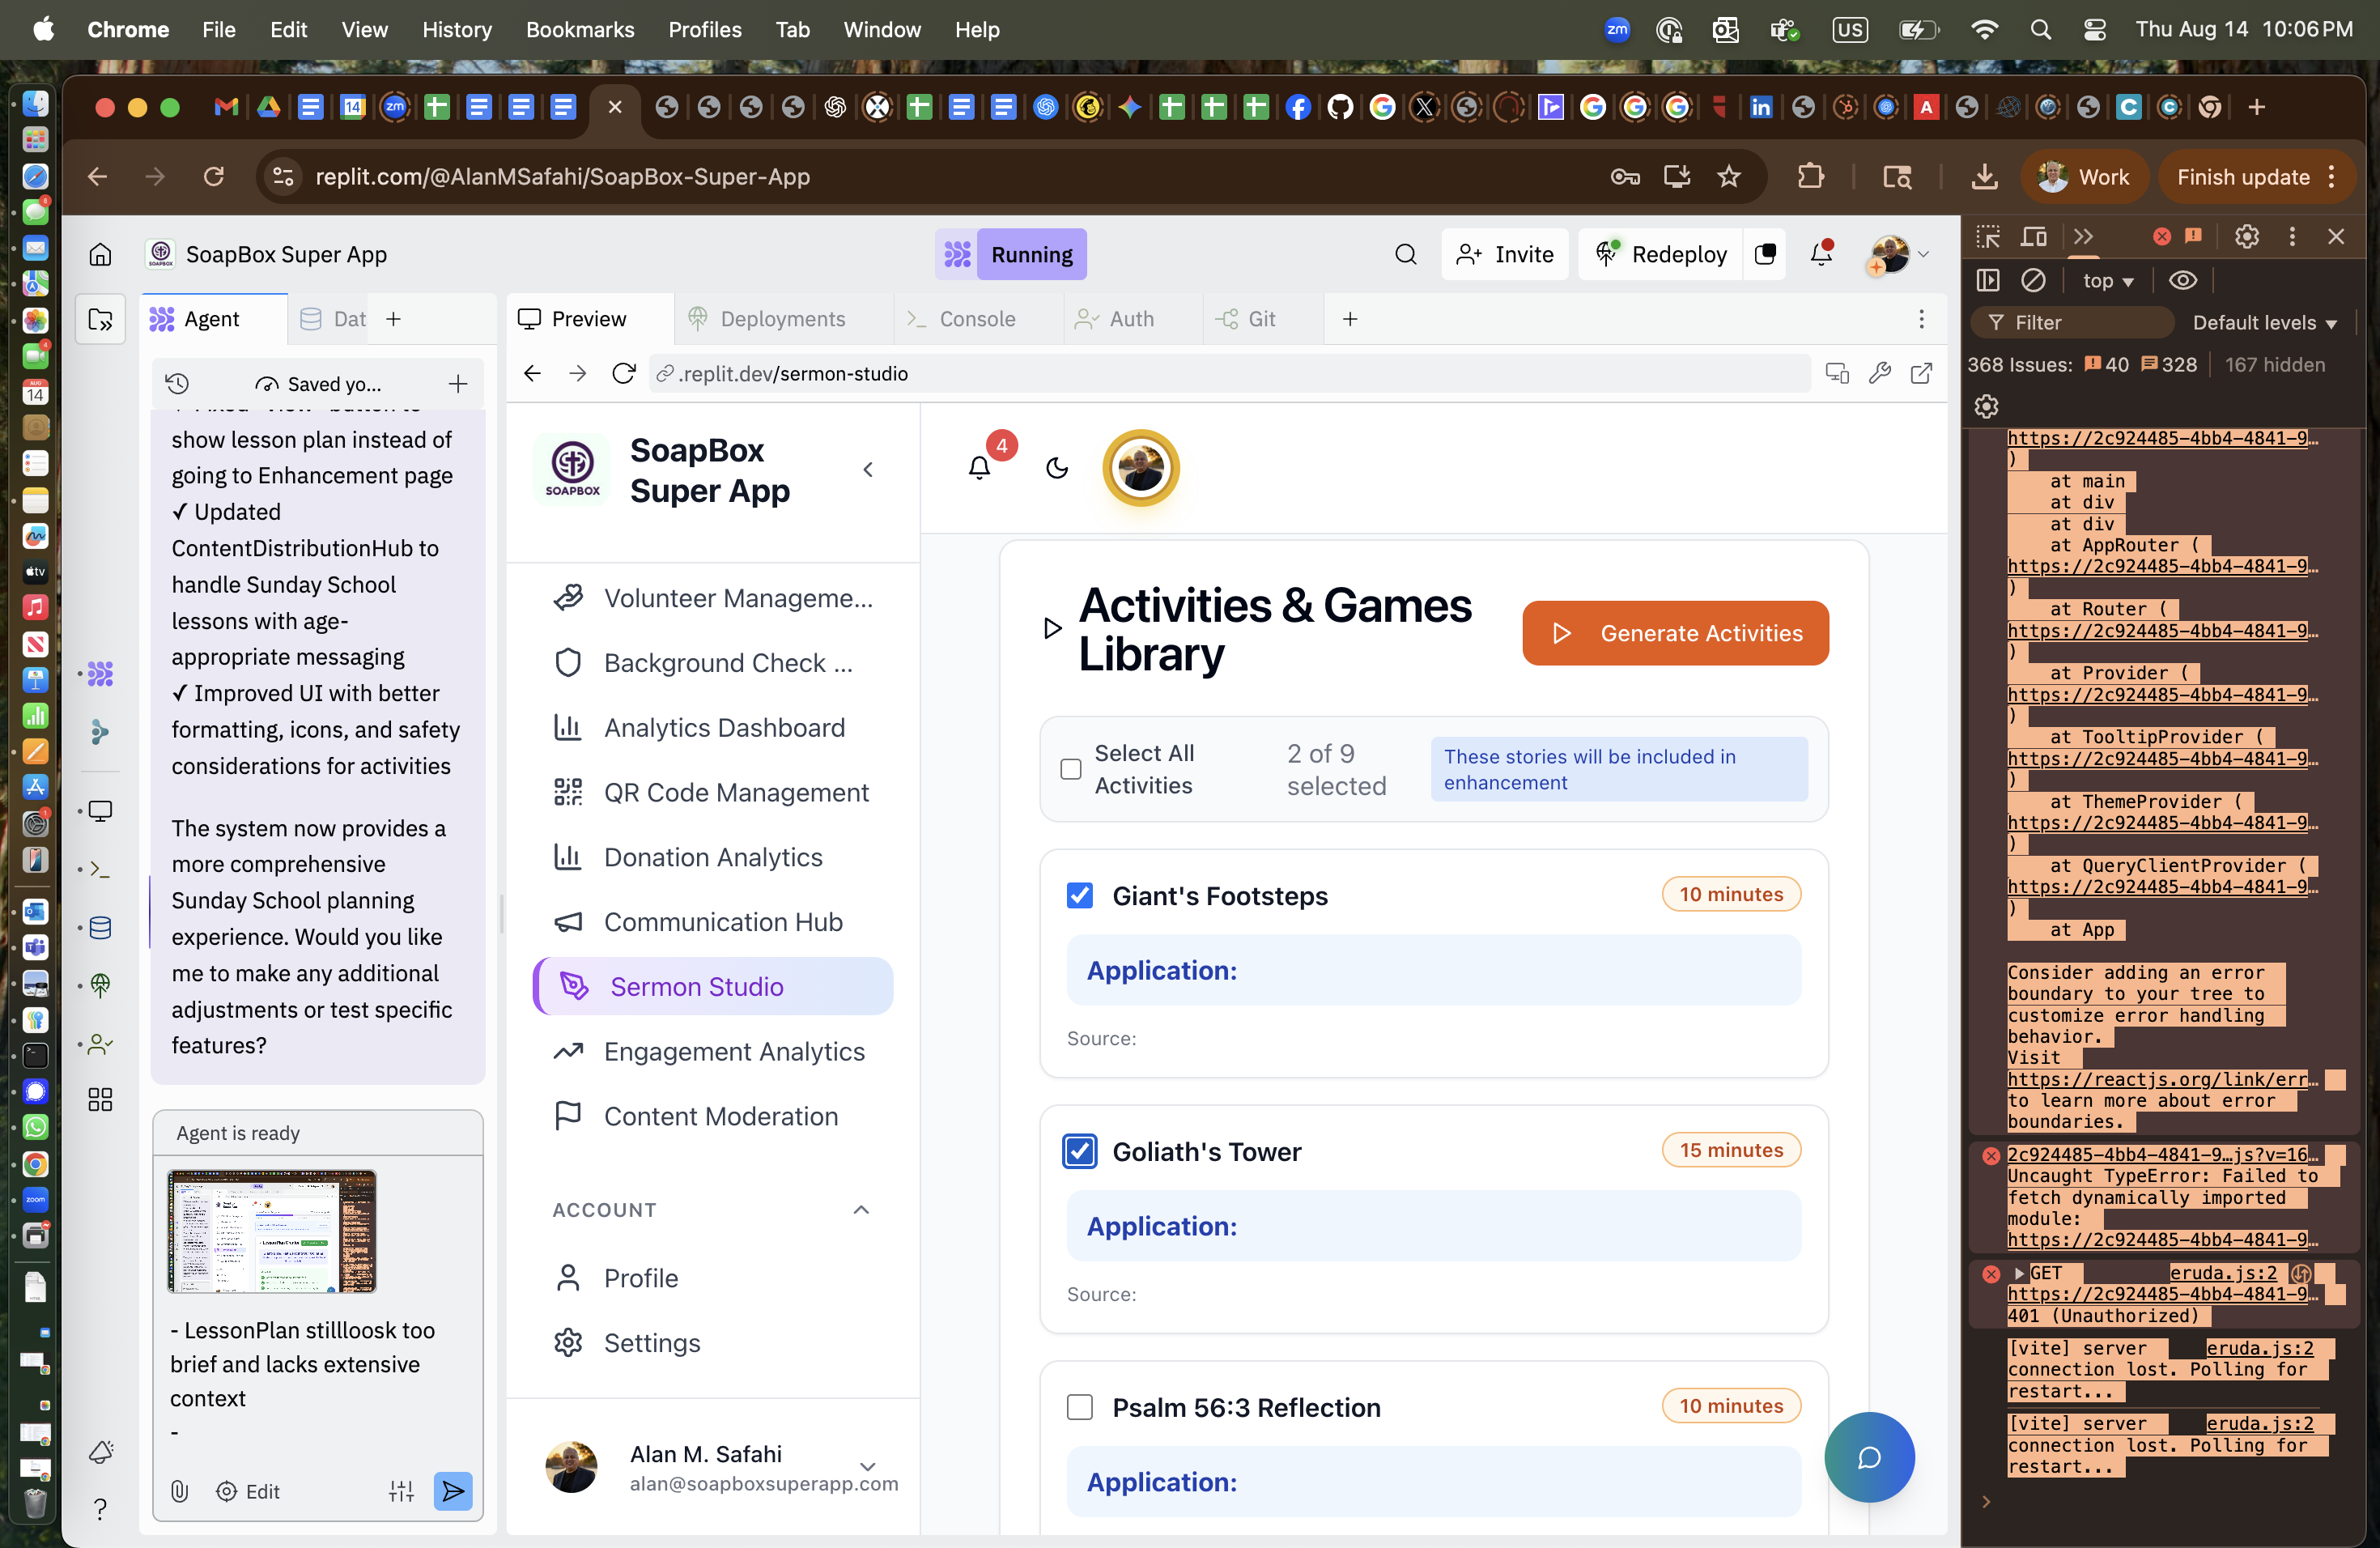 Chrome File Edit View History Bookmarks Profiles Tab Window Help
zm US Thu Aug 14 10:06 PM
replit.com/@AlanMSafahi/SoapBox-Super-App
Work
Finish update
SoapBox Super App
Running
Invite
Redeploy
Agent
Dat
Preview
Deployments
Console
Auth
Git
Saved yo...
.replit.dev/sermon-studio
show lesson plan instead of
going to Enhancement page
✓ Updated
ContentDistributionHub to
handle Sunday School
lessons with age-
appropriate messaging
✓ Improved UI with better
formatting, icons, and safety
considerations for activities
The system now provides a
more comprehensive
Sunday School planning
experience. Would you like
me to make any additional
adjustments or test specific
features?
Agent is ready
- LessonPlan stillloosk too
brief and lacks extensive
context
-
Edit
SOAPBOX
SoapBox
Super App
4
Volunteer Manageme...
Background Check ...
Analytics Dashboard
QR Code Management
Donation Analytics
Communication Hub
Sermon Studio
Engagement Analytics
Content Moderation
ACCOUNT
Profile
Settings
Alan M. Safahi
alan@soapboxsuperapp.com
Activities & Games
Library
Generate Activities
Select All
Activities
2 of 9
selected
These stories will be included in
enhancement
Giant's Footsteps
10 minutes
Application:
Source:
Goliath's Tower
15 minutes
Application:
Source:
Psalm 56:3 Reflection
10 minutes
Application:
top
Filter
Default levels
368 Issues: 40 328 167 hidden
https://2c924485-4bb4-4841-9…
)
at main
at div
at div
at AppRouter (
https://2c924485-4bb4-4841-9…
)
at Router (
https://2c924485-4bb4-4841-9…
)
at Provider (
https://2c924485-4bb4-4841-9…
)
at TooltipProvider (
https://2c924485-4bb4-4841-9…
)
at ThemeProvider (
https://2c924485-4bb4-4841-9…
)
at QueryClientProvider (
https://2c924485-4bb4-4841-9…
)
at App
Consider adding an error
boundary to your tree to
customize error handling
behavior.
Visit
https://reactjs.org/link/err…
to learn more about error
boundaries.
2c924485-4bb4-4841-9…js?v=16…
Uncaught TypeError: Failed to
fetch dynamically imported
module:
https://2c924485-4bb4-4841-9…
GET eruda.js:2
https://2c924485-4bb4-4841-9…
401 (Unauthorized)
[vite] server eruda.js:2
connection lost. Polling for
restart...
[vite] server eruda.js:2
connection lost. Polling for
restart...